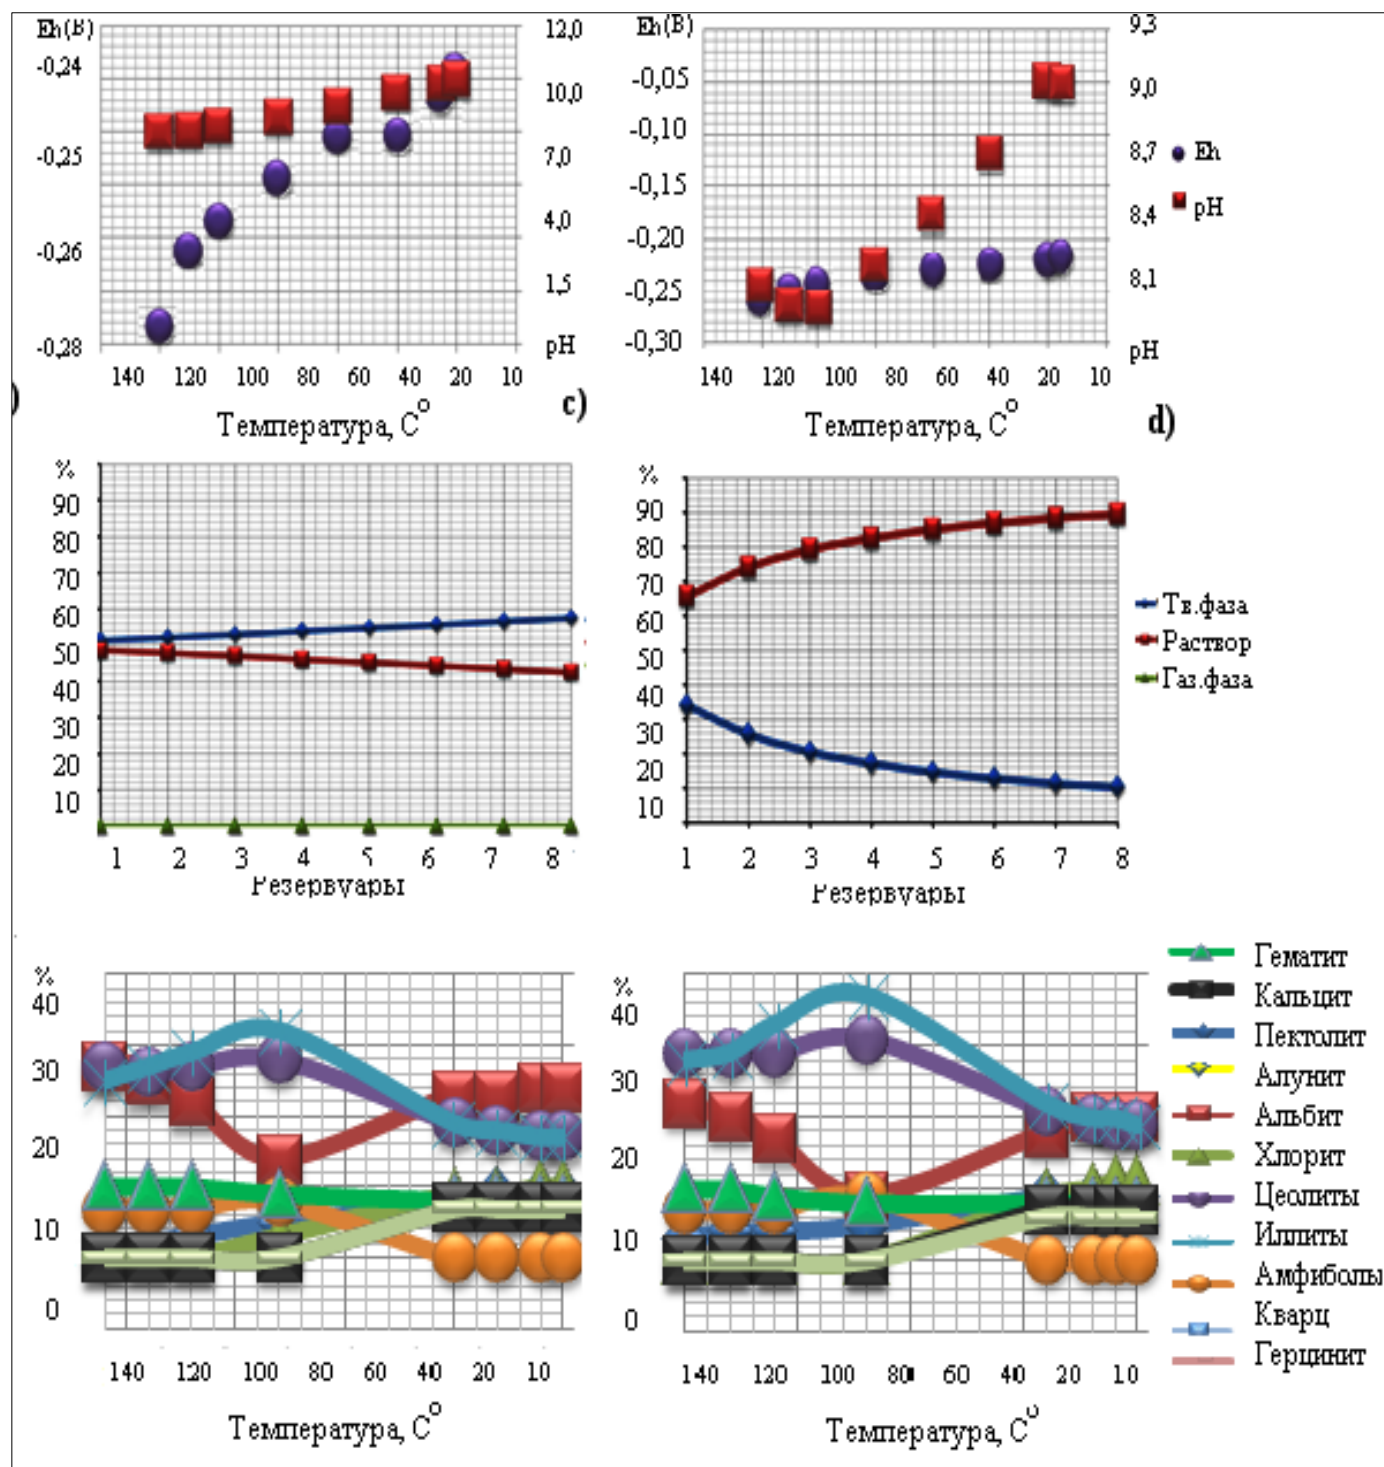 Eh(В)
12,0
-0,24
10,0
-0,25
7,0
4,0
-0,26
1,5
-0,28
pH
140 120 100 80 60 40 20 10
Температура, С°
)
Eh(В)
9,3
-0,05
9,0
-0,10
8,7
-0,15
8,4
-0,20
8,1
-0,25
-0,30
pH
140 120 100 80 60 40 20 10
Температура, С°
c)
Eh
pH
d)
%
90
80
70
60
50
40
30
20
10
1 2 3 4 5 6 7 8
Резервуары
%
90
80
70
60
50
40
30
20
10
1 2 3 4 5 6 7 8
Резервуары
Тв.фаза
Раствор
Газ.фаза
%
40
30
20
10
0
140 120 100 80 60 40 20 10
Температура, С°
%
40
30
20
10
0
140 120 100 80 60 40 20 10
Температура, С°
Гематит
Кальцит
Пектолит
Алунит
Альбит
Хлорит
Цеолиты
Иллиты
Амфиболы
Кварц
Герцинит